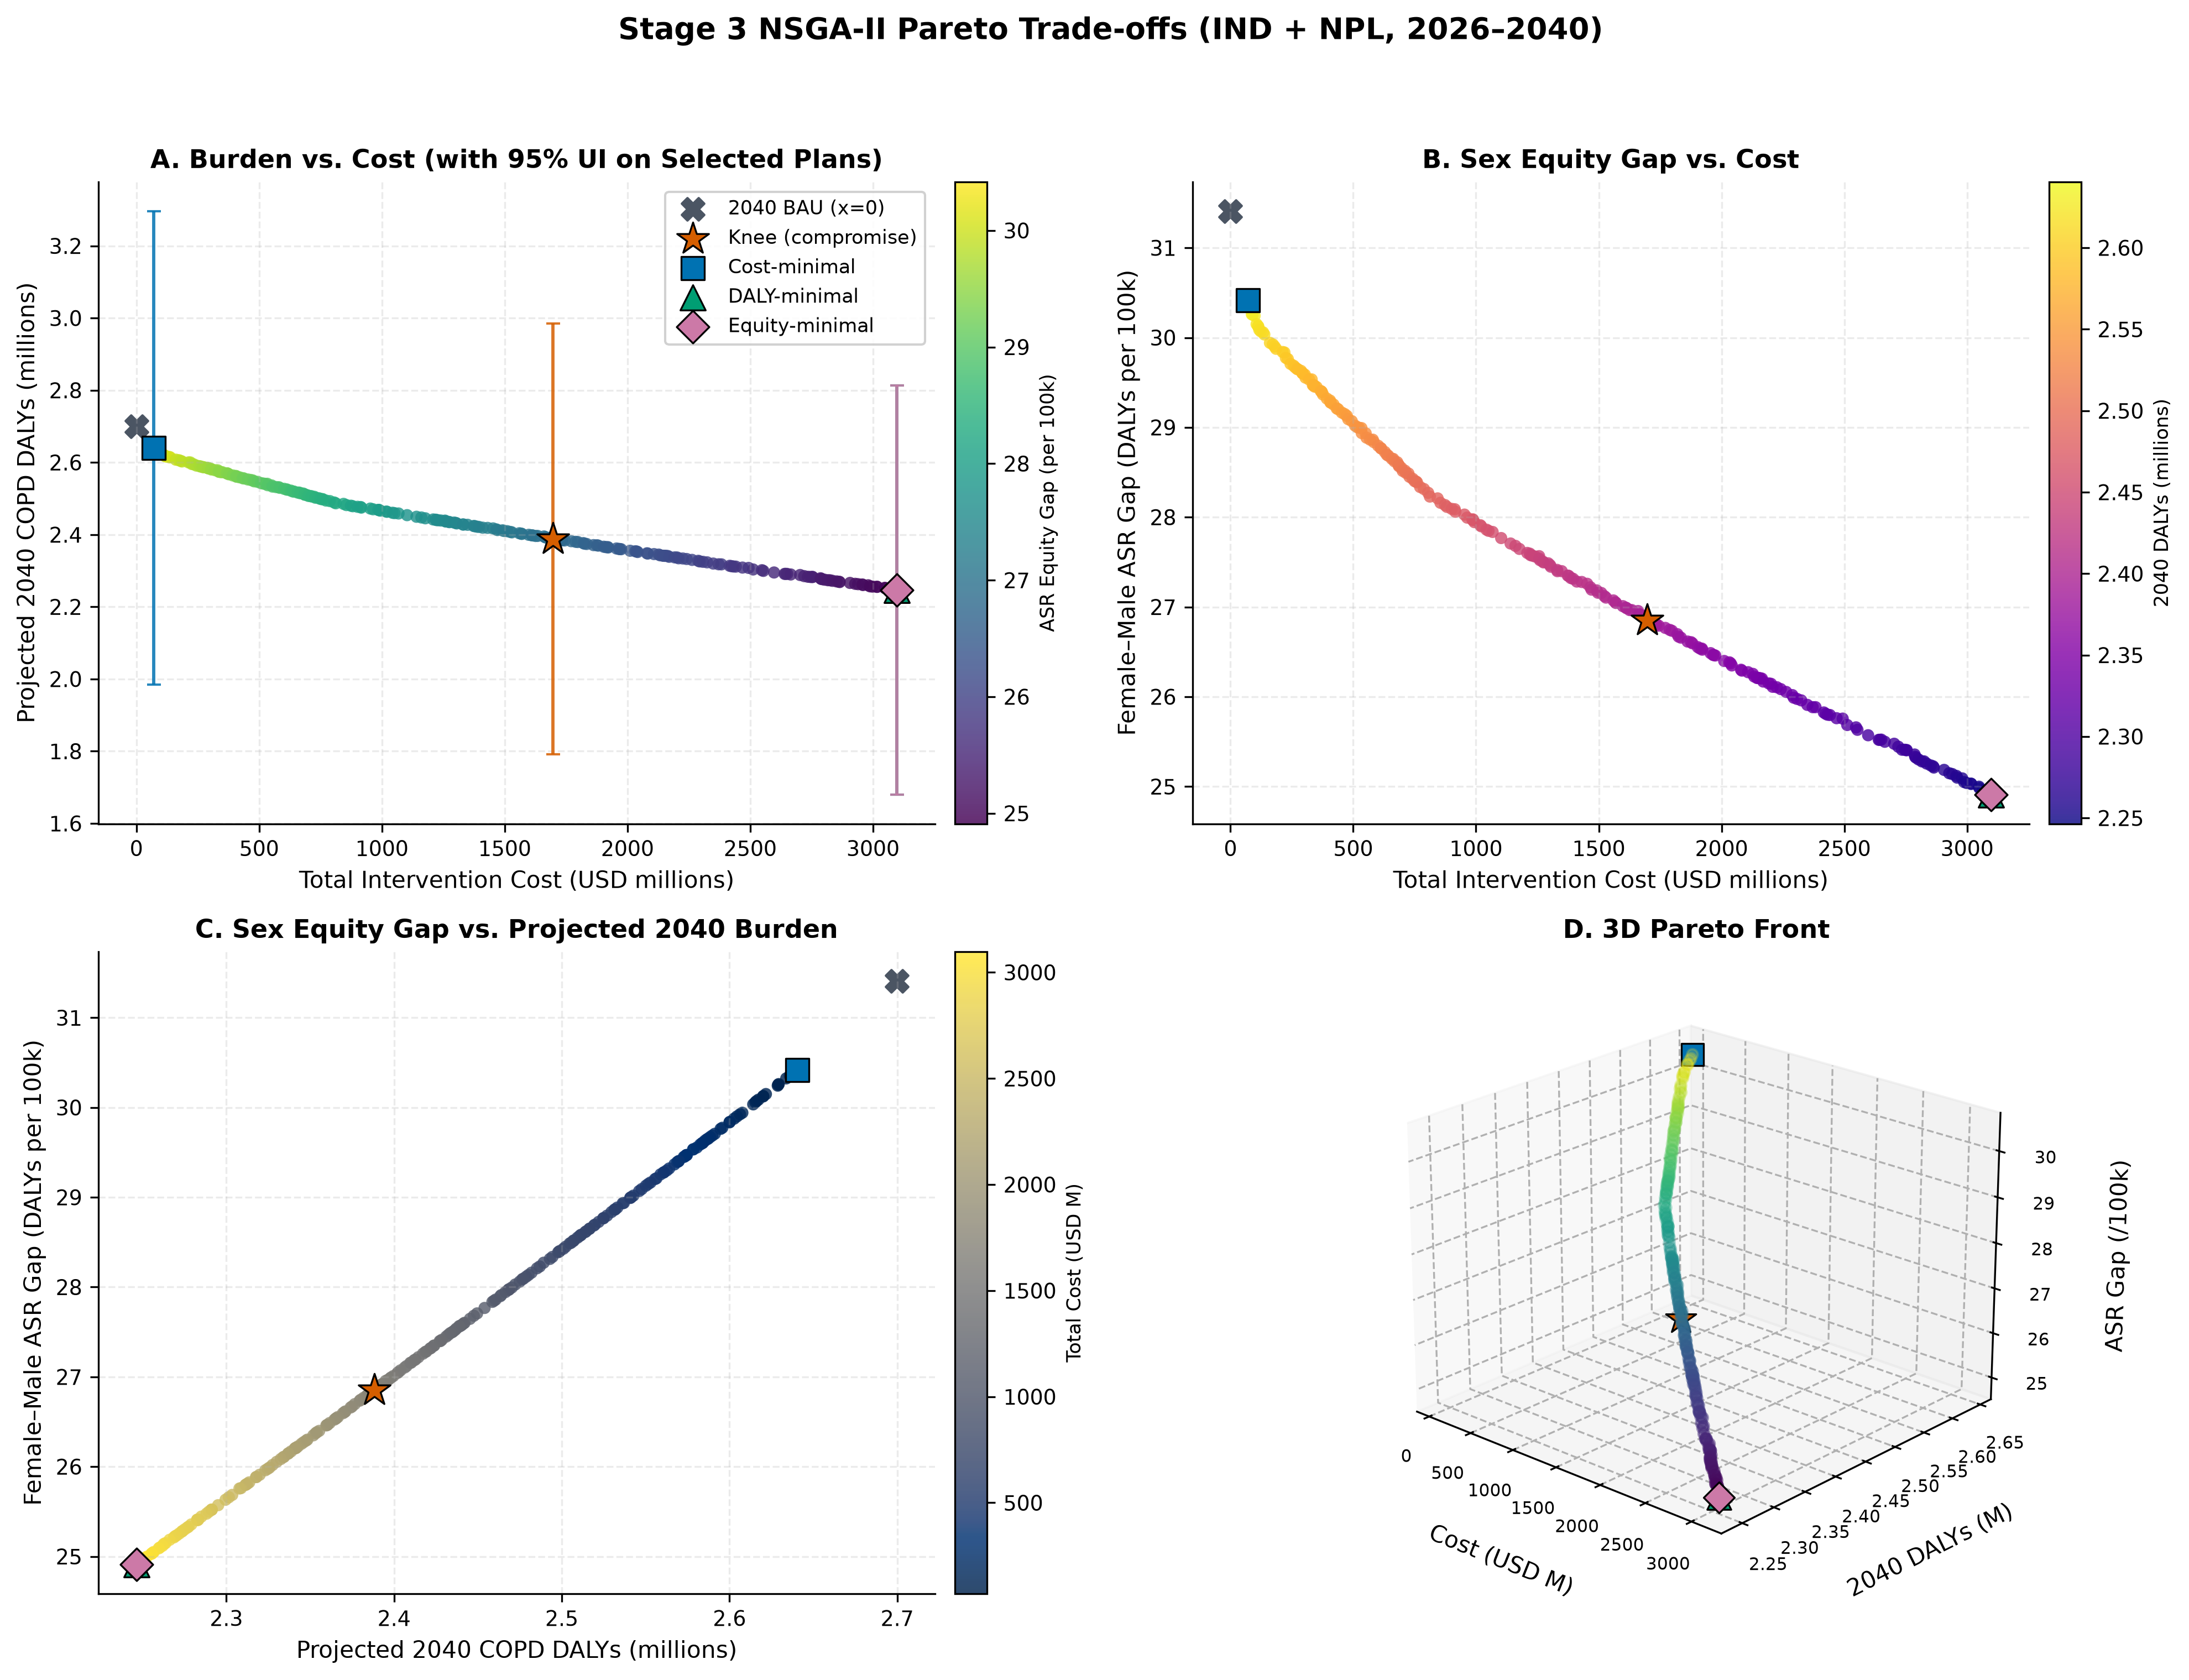 Stage 3 NSGA-II Pareto Trade-offs (IND + NPL, 2026–2040)
A. Burden vs. Cost (with 95% UI on Selected Plans)
Projected 2040 COPD DALYs (millions)
3.2
3.0
2.8
2.6
2.4
2.2
2.0
1.8
1.6
0 500 1000 1500 2000 2500 3000
Total Intervention Cost (USD millions)
2040 BAU (x=0)
Knee (compromise)
Cost-minimal
DALY-minimal
Equity-minimal
30
29
28
27
26
25
ASR Equity Gap (per 100k)
B. Sex Equity Gap vs. Cost
Female–Male ASR Gap (DALYs per 100k)
31
30
29
28
27
26
25
0 500 1000 1500 2000 2500 3000
Total Intervention Cost (USD millions)
2.60
2.55
2.50
2.45
2.40
2.35
2.30
2.25
2040 DALYs (millions)
C. Sex Equity Gap vs. Projected 2040 Burden
Female–Male ASR Gap (DALYs per 100k)
31
30
29
28
27
26
25
2.3 2.4 2.5 2.6 2.7
Projected 2040 COPD DALYs (millions)
3000
2500
2000
1500
1000
500
Total Cost (USD M)
D. 3D Pareto Front
30
29
28
27
26
25
ASR Gap (/100k)
0
500
1000
1500
2000
2500
3000
Cost (USD M)
2.25
2.30
2.35
2.40
2.45
2.50
2.55
2.60
2.65
2040 DALYs (M)